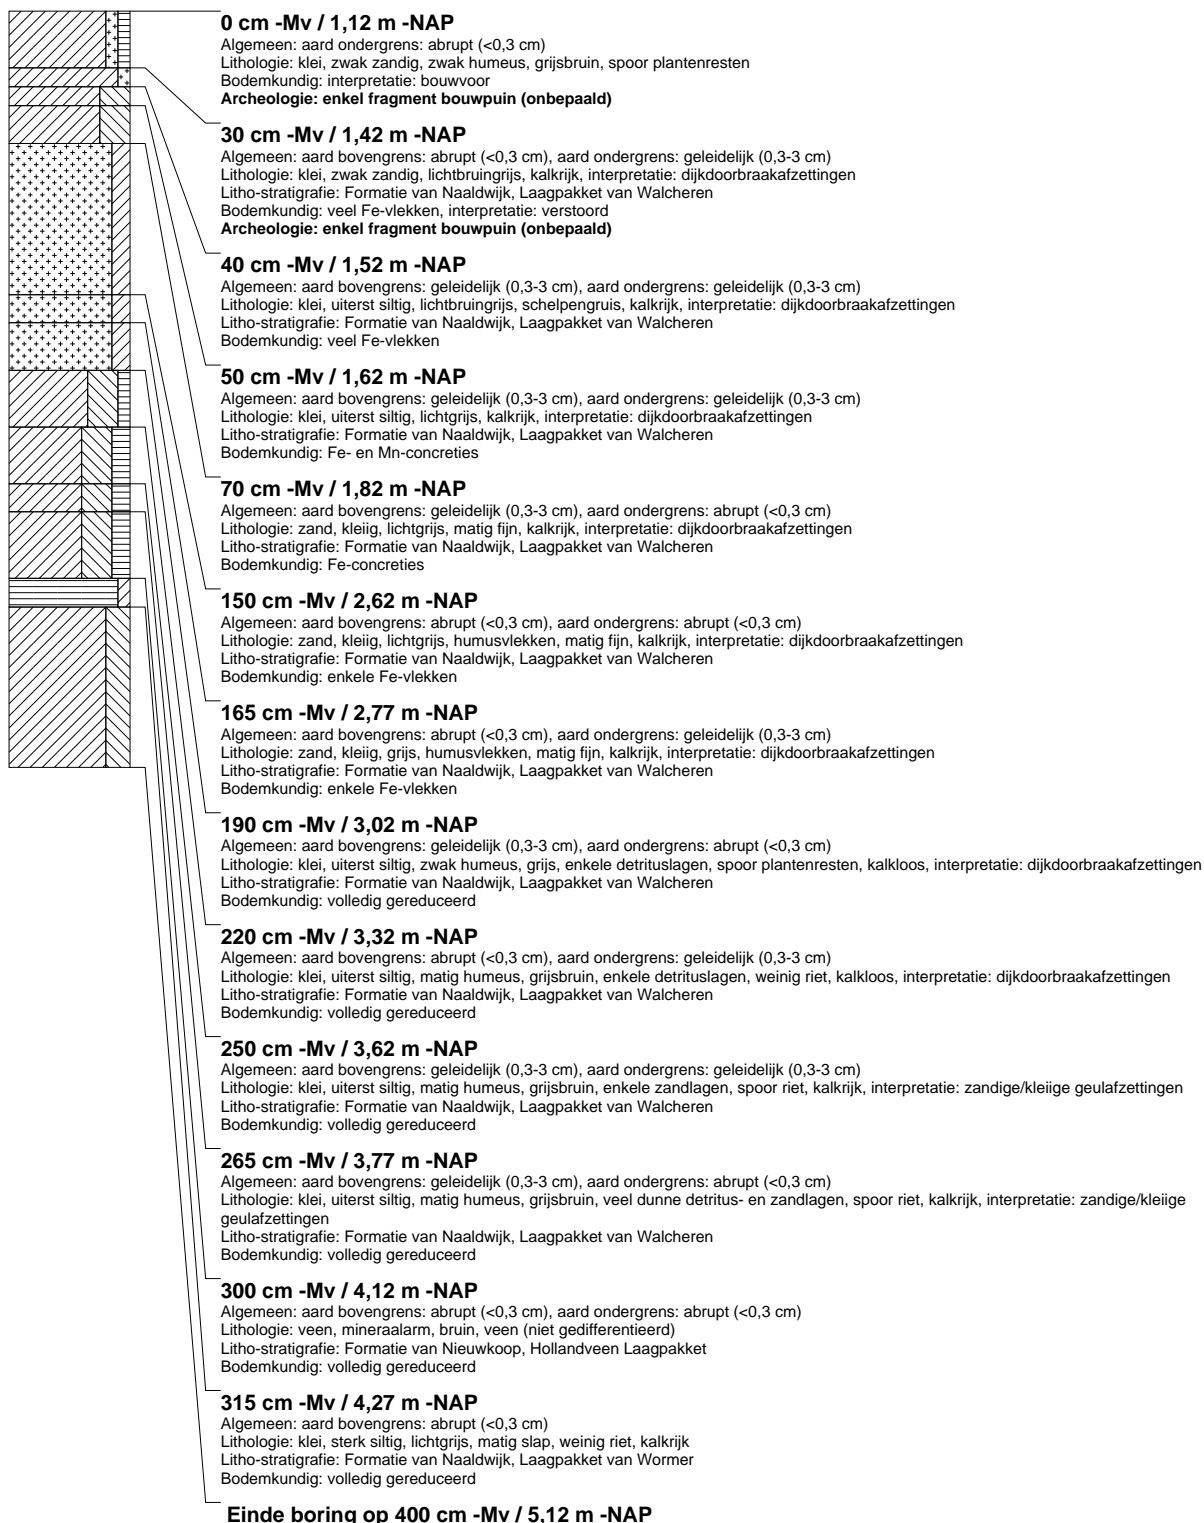 0 cm -Mv / 1,12 m -NAP
Algemeen: aard ondergrens: abrupt (<0,3 cm)
Lithologie: klei, zwak zandig, zwak humeus, grijsbruin, spoor plantenresten
Bodemkundig: interpretatie: bouwvoor
Archeologie: enkel fragment bouwpuin (onbepaald)
30 cm -Mv / 1,42 m -NAP
Algemeen: aard bovengrens: abrupt (<0,3 cm), aard ondergrens: geleidelijk (0,3-3 cm)
Lithologie: klei, zwak zandig, lichtbruingrijs, kalkrijk, interpretatie: dijkdoorbraakafzettingen
Litho-stratigrafie: Formatie van Naaldwijk, Laagpakket van Walcheren
Bodemkundig: veel Fe-vlekken, interpretatie: verstoord
Archeologie: enkel fragment bouwpuin (onbepaald)
40 cm -Mv / 1,52 m -NAP
Algemeen: aard bovengrens: geleidelijk (0,3-3 cm), aard ondergrens: geleidelijk (0,3-3 cm)
Lithologie: klei, uiterst siltig, lichtbruingrijs, schelpengruis, kalkrijk, interpretatie: dijkdoorbraakafzettingen
Litho-stratigrafie: Formatie van Naaldwijk, Laagpakket van Walcheren
Bodemkundig: veel Fe-vlekken
50 cm -Mv / 1,62 m -NAP
Algemeen: aard bovengrens: geleidelijk (0,3-3 cm), aard ondergrens: geleidelijk (0,3-3 cm)
Lithologie: klei, uiterst siltig, lichtgrijs, kalkrijk, interpretatie: dijkdoorbraakafzettingen
Litho-stratigrafie: Formatie van Naaldwijk, Laagpakket van Walcheren
Bodemkundig: Fe- en Mn-concreties
70 cm -Mv / 1,82 m -NAP
Algemeen: aard bovengrens: geleidelijk (0,3-3 cm), aard ondergrens: abrupt (<0,3 cm)
Lithologie: zand, kleiig, lichtgrijs, matig fijn, kalkrijk, interpretatie: dijkdoorbraakafzettingen
Litho-stratigrafie: Formatie van Naaldwijk, Laagpakket van Walcheren
Bodemkundig: Fe-concreties
150 cm -Mv / 2,62 m -NAP
Algemeen: aard bovengrens: abrupt (<0,3 cm), aard ondergrens: abrupt (<0,3 cm)
Lithologie: zand, kleiig, lichtgrijs, humusvlekken, matig fijn, kalkrijk, interpretatie: dijkdoorbraakafzettingen
Litho-stratigrafie: Formatie van Naaldwijk, Laagpakket van Walcheren
Bodemkundig: enkele Fe-vlekken
165 cm -Mv / 2,77 m -NAP
Algemeen: aard bovengrens: abrupt (<0,3 cm), aard ondergrens: geleidelijk (0,3-3 cm)
Lithologie: zand, kleiig, grijs, humusvlekken, matig fijn, kalkrijk, interpretatie: dijkdoorbraakafzettingen
Litho-stratigrafie: Formatie van Naaldwijk, Laagpakket van Walcheren
Bodemkundig: enkele Fe-vlekken
190 cm -Mv / 3,02 m -NAP
Algemeen: aard bovengrens: geleidelijk (0,3-3 cm), aard ondergrens: abrupt (<0,3 cm)
Lithologie: klei, uiterst siltig, zwak humeus, grijs, enkele detrituslagen, spoor plantenresten, kalkloos, interpretatie: dijkdoorbraakafzettingen
Litho-stratigrafie: Formatie van Naaldwijk, Laagpakket van Walcheren
Bodemkundig: volledig gereduceerd
220 cm -Mv / 3,32 m -NAP
Algemeen: aard bovengrens: abrupt (<0,3 cm), aard ondergrens: geleidelijk (0,3-3 cm)
Lithologie: klei, uiterst siltig, matig humeus, grijsbruin, enkele detrituslagen, weinig riet, kalkloos, interpretatie: dijkdoorbraakafzettingen
Litho-stratigrafie: Formatie van Naaldwijk, Laagpakket van Walcheren
Bodemkundig: volledig gereduceerd
250 cm -Mv / 3,62 m -NAP
Algemeen: aard bovengrens: geleidelijk (0,3-3 cm), aard ondergrens: geleidelijk (0,3-3 cm)
Lithologie: klei, uiterst siltig, matig humeus, grijsbruin, enkele zandlagen, spoor riet, kalkrijk, interpretatie: zandige/kleiige geulafzettingen
Litho-stratigrafie: Formatie van Naaldwijk, Laagpakket van Walcheren
Bodemkundig: volledig gereduceerd
265 cm -Mv / 3,77 m -NAP
Algemeen: aard bovengrens: geleidelijk (0,3-3 cm), aard ondergrens: abrupt (<0,3 cm)
Lithologie: klei, uiterst siltig, matig humeus, grijsbruin, veel dunne detritus- en zandlagen, spoor riet, kalkrijk, interpretatie: zandige/kleiige
geulafzettingen
Litho-stratigrafie: Formatie van Naaldwijk, Laagpakket van Walcheren
Bodemkundig: volledig gereduceerd
300 cm -Mv / 4,12 m -NAP
Algemeen: aard bovengrens: abrupt (<0,3 cm), aard ondergrens: abrupt (<0,3 cm)
Lithologie: veen, mineraalarm, bruin, veen (niet gedifferentieerd)
Litho-stratigrafie: Formatie van Nieuwkoop, Hollandveen Laagpakket
Bodemkundig: volledig gereduceerd
315 cm -Mv / 4,27 m -NAP
Algemeen: aard bovengrens: abrupt (<0,3 cm)
Lithologie: klei, sterk siltig, lichtgrijs, matig slap, weinig riet, kalkrijk
Litho-stratigrafie: Formatie van Naaldwijk, Laagpakket van Wormer
Bodemkundig: volledig gereduceerd
Einde boring op 400 cm -Mv / 5,12 m -NAP